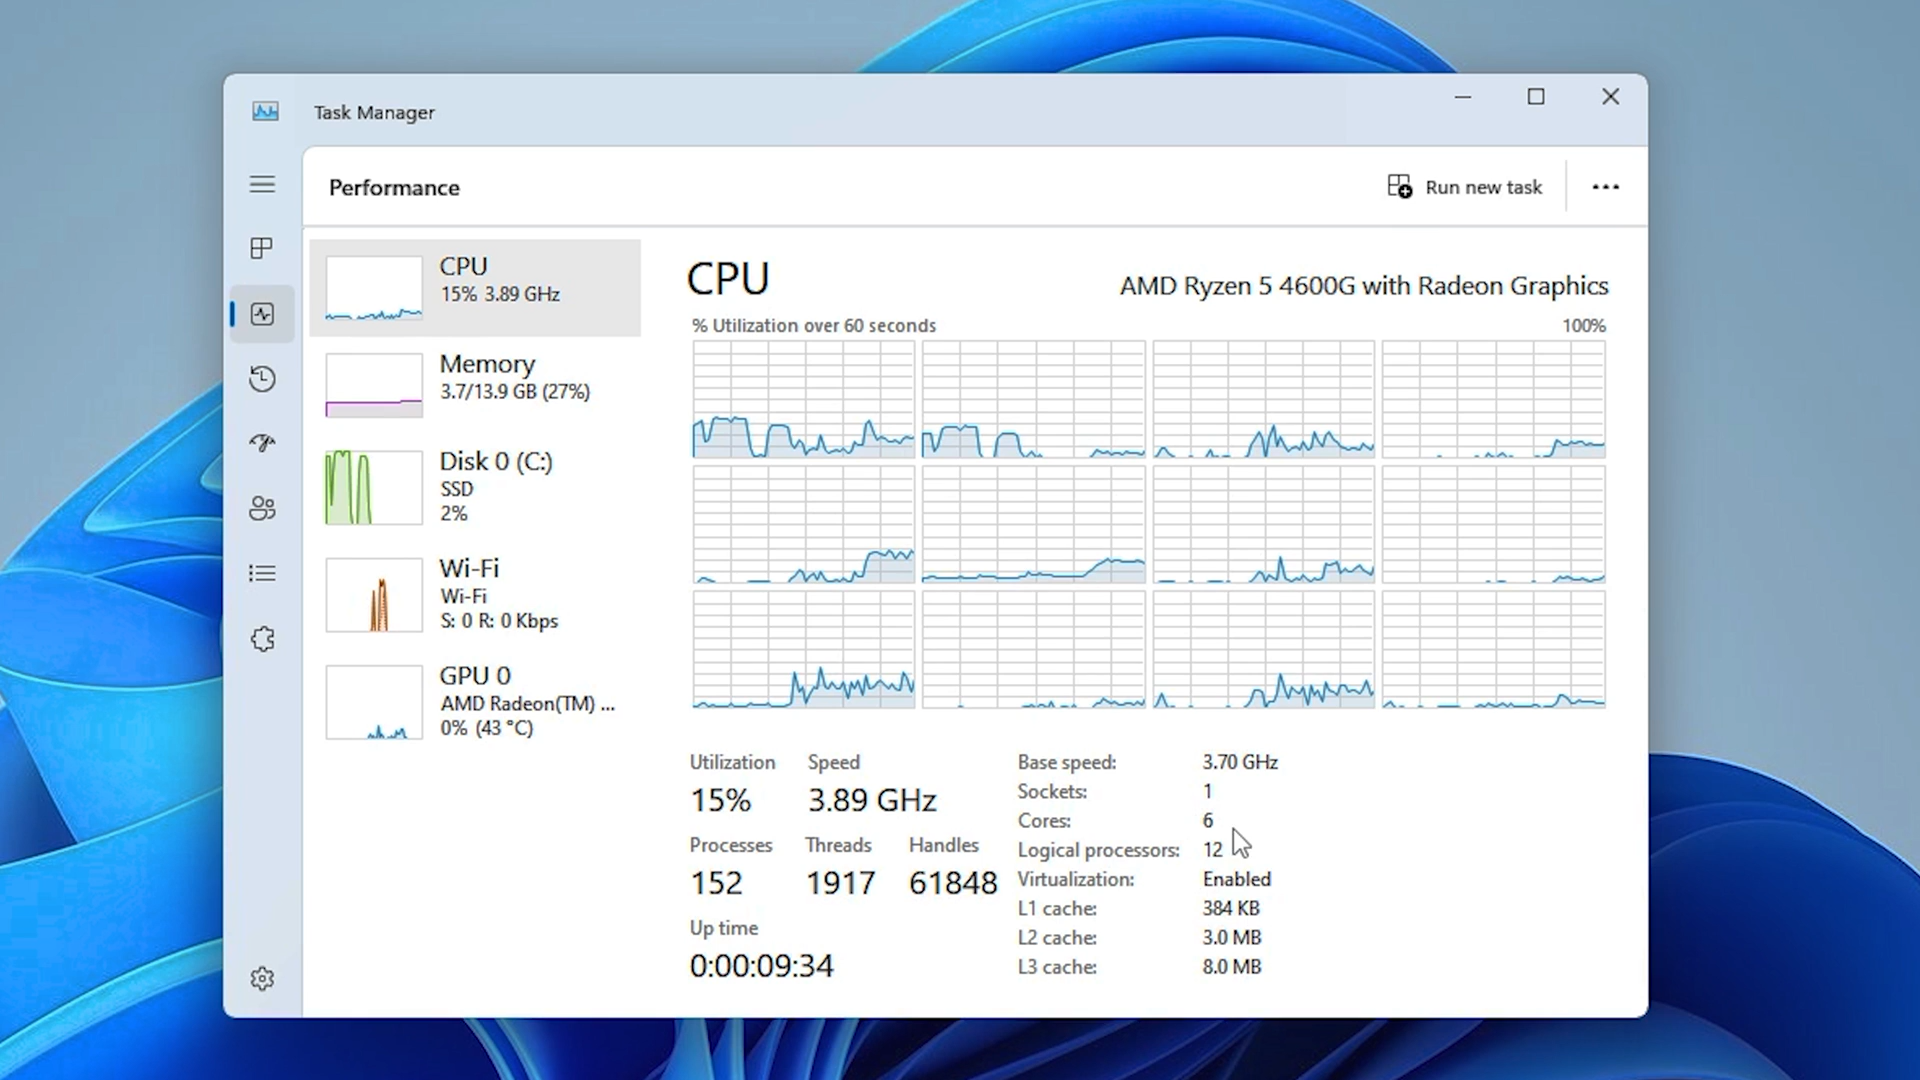 Task Manager
Performance
Run new task
CPU
15% 3.89 GHz
Memory
3.7/13.9 GB (27%)
Disk 0 (C:)
SSD
2%
Wi-Fi
Wi-Fi
S: 0 R: 0 Kbps
GPU 0
AMD Radeon(TM) ...
0% (43 °C)
CPU
AMD Ryzen 5 4600G with Radeon Graphics
% Utilization over 60 seconds
100%
Utilization
15%
Speed
3.89 GHz
Processes
152
Threads
1917
Handles
61848
Up time
0:00:09:34
Base speed: 3.70 GHz
Sockets: 1
Cores: 6
Logical processors: 12
Virtualization: Enabled
L1 cache: 384 KB
L2 cache: 3.0 MB
L3 cache: 8.0 MB